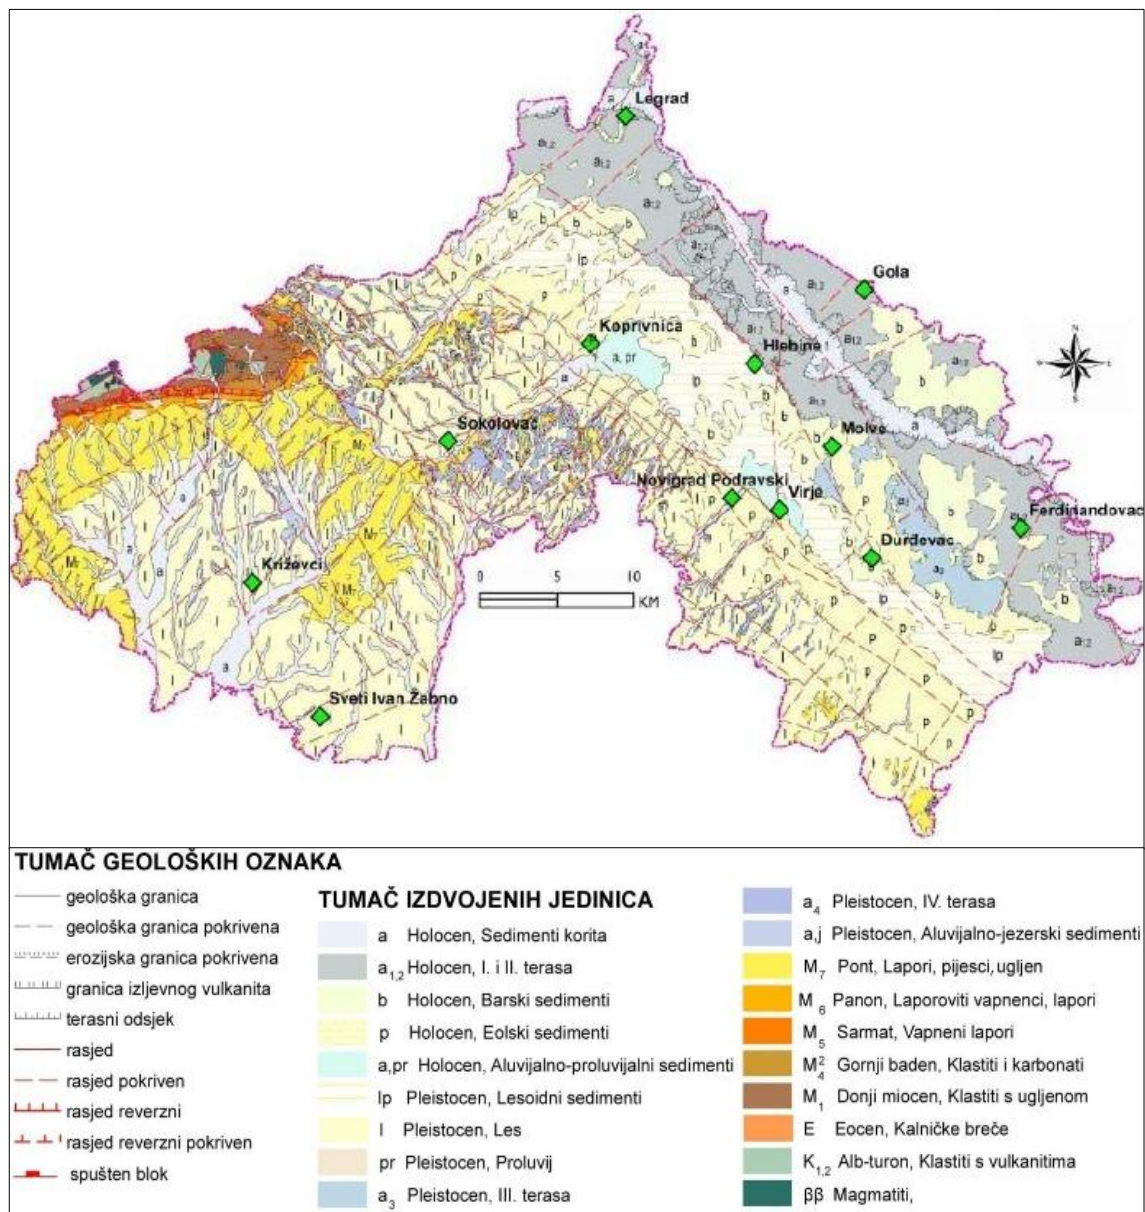 Legrad
Gola
Koprivnica
Hlebine
Sokolovac
Molve
Novigrad Podravski
Virje
Ferdinandovac
Đurđevac
Križevci
Sveti Ivan Žabno
0 5 10
KM
TUMAČ GEOLOŠKIH OZNAKA
geološka granica
geološka granica pokrivena
erozijska granica pokrivena
granica izljevnog vulkanita
terasni odsjek
rasjed
rasjed pokriven
rasjed reverzni
rasjed reverzni pokriven
spušten blok
TUMAČ IZDVOJENIH JEDINICA
a Holocen, Sedimenti korita
a1,2 Holocen, I. i II. terasa
b Holocen, Barski sedimenti
p Holocen, Eolski sedimenti
a,pr Holocen, Aluvijalno-proluvijalni sedimenti
lp Pleistocen, Lesoidni sedimenti
l Pleistocen, Les
pr Pleistocen, Proluvij
a3 Pleistocen, III. terasa
a4 Pleistocen, IV. terasa
a,j Pleistocen, Aluvijalno-jezerski sedimenti
M7 Pont, Lapori, pijesci, ugljen
M6 Panon, Laporoviti vapnenci, lapori
M5 Sarmat, Vapneni lapori
M4² Gornji baden, Klastiti i karbonati
M1 Donji miocen, Klastiti s ugljenom
E Eocen, Kalničke breče
K1,2 Alb-turon, Klastiti s vulkanitima
ββ Magmatiti,